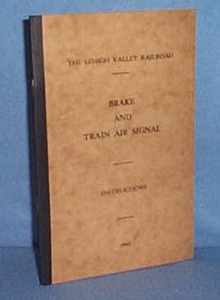 THE LEHIGH VALLEY RAILROAD
BRAKE
AND
TRAIN AIR SIGNAL
INSTRUCTIONS